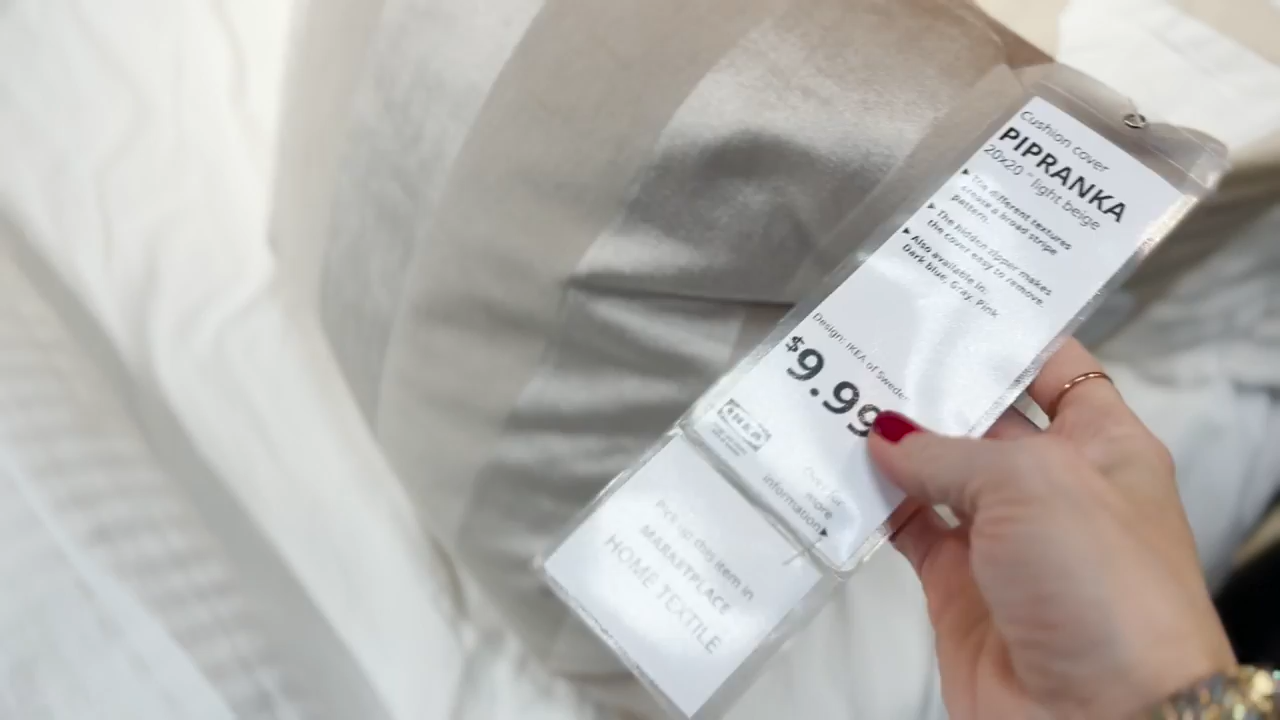 Cushion cover
PIPRANKA
20x20 " light beige
▸ The different textures
create a broad stripe
pattern.
▸ The hidden zipper makes
the cover easy to remove.
▸ Also available in:
Dark blue, Gray, Pink
Design: IKEA of Sweden
$9.99
IKEA
Over for
more
information▸
Pick up this item in
MARKETPLACE
HOME TEXTILE